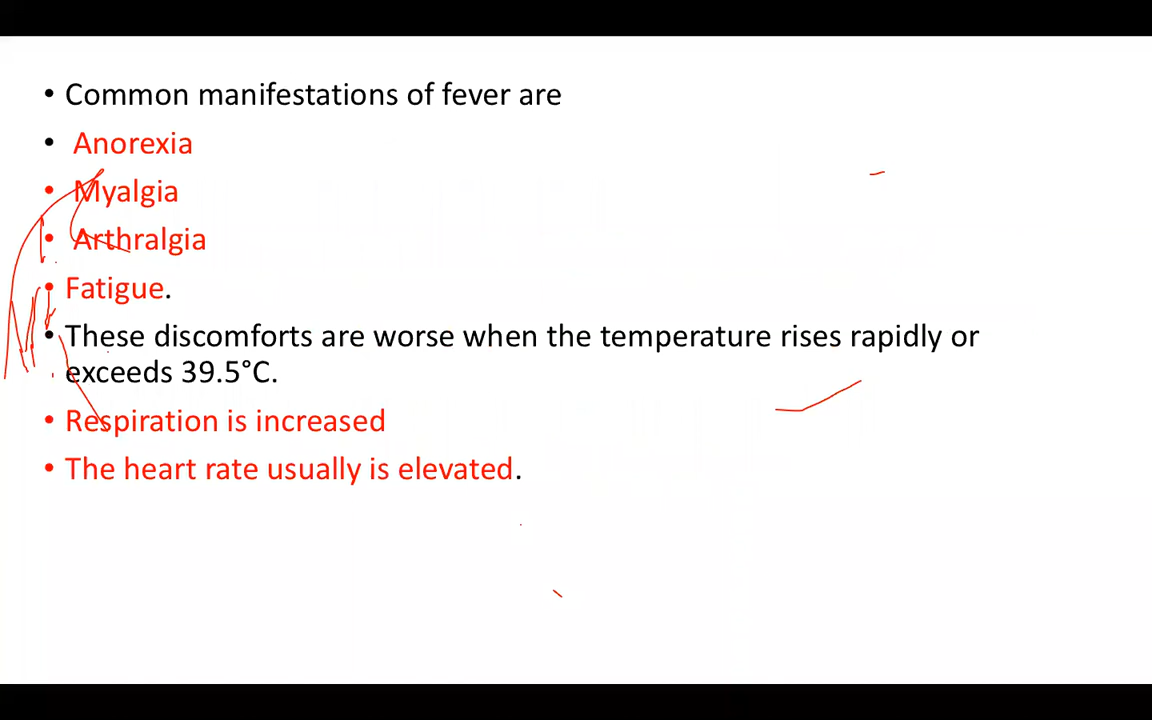 • Common manifestations of fever are
• Anorexia
• Myalgia
• Arthralgia
• Fatigue.
• These discomforts are worse when the temperature rises rapidly or
exceeds 39.5°C.
• Respiration is increased
• The heart rate usually is elevated.